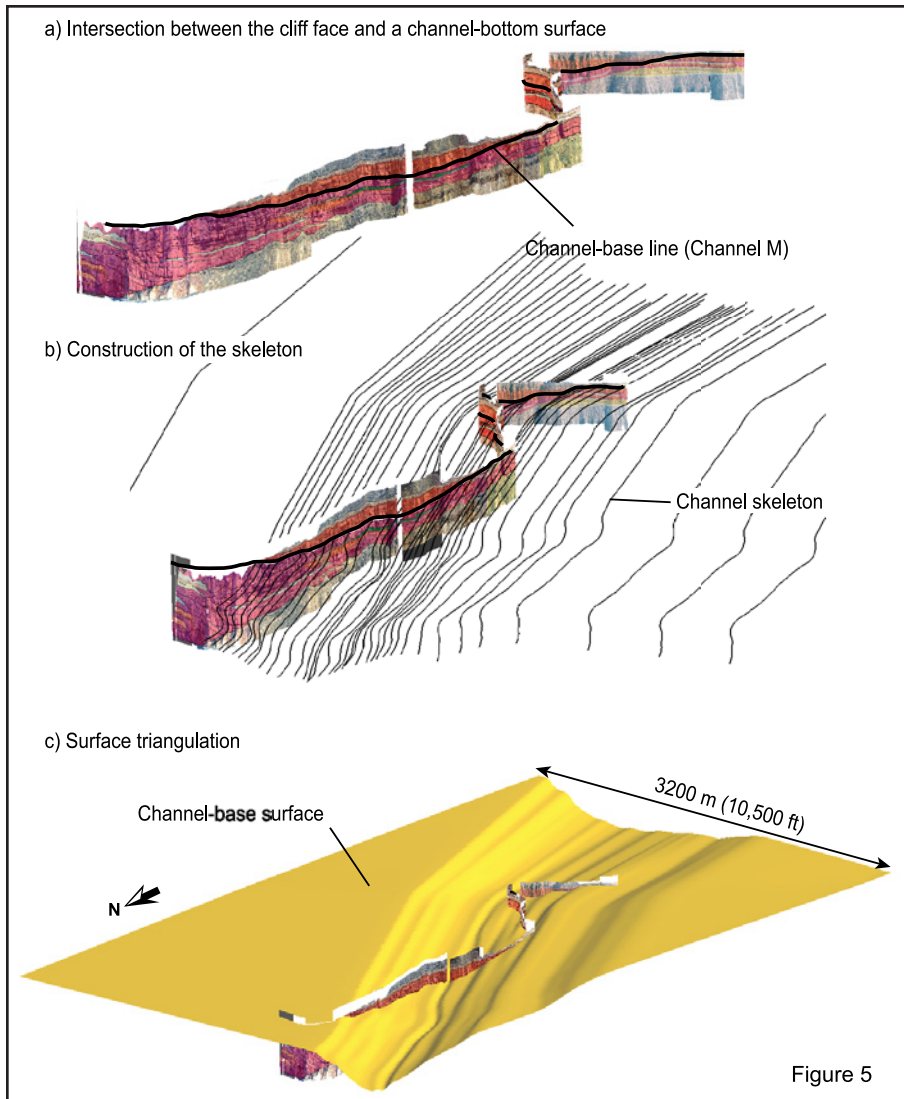 a) Intersection between the cliff face and a channel-bottom surface
Channel-base line (Channel M)
b) Construction of the skeleton
Channel skeleton
c) Surface triangulation
3200 m (10,500 ft)
Channel-base surface
N
Figure 5